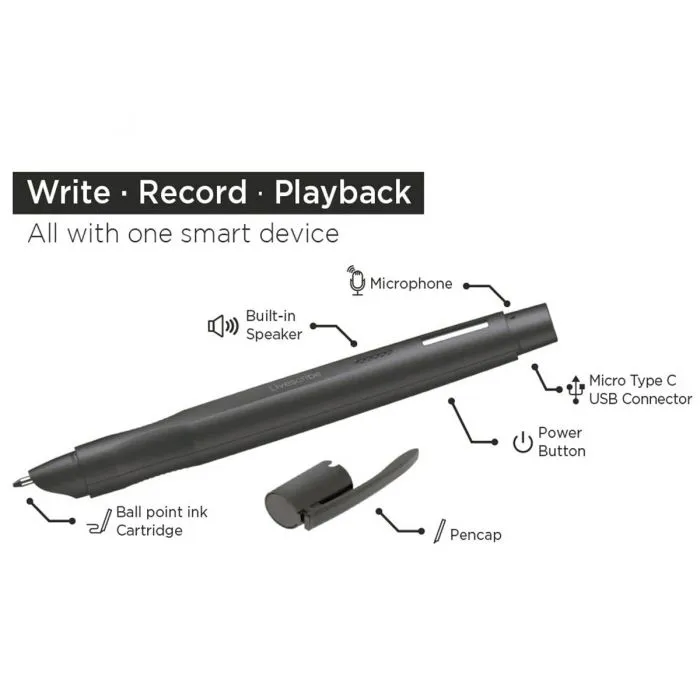 Write · Record · Playback
All with one smart device
Microphone
Built-in
Speaker
Livescribe
Micro Type C
USB Connector
Power
Button
Ball point ink
Cartridge
Pencap